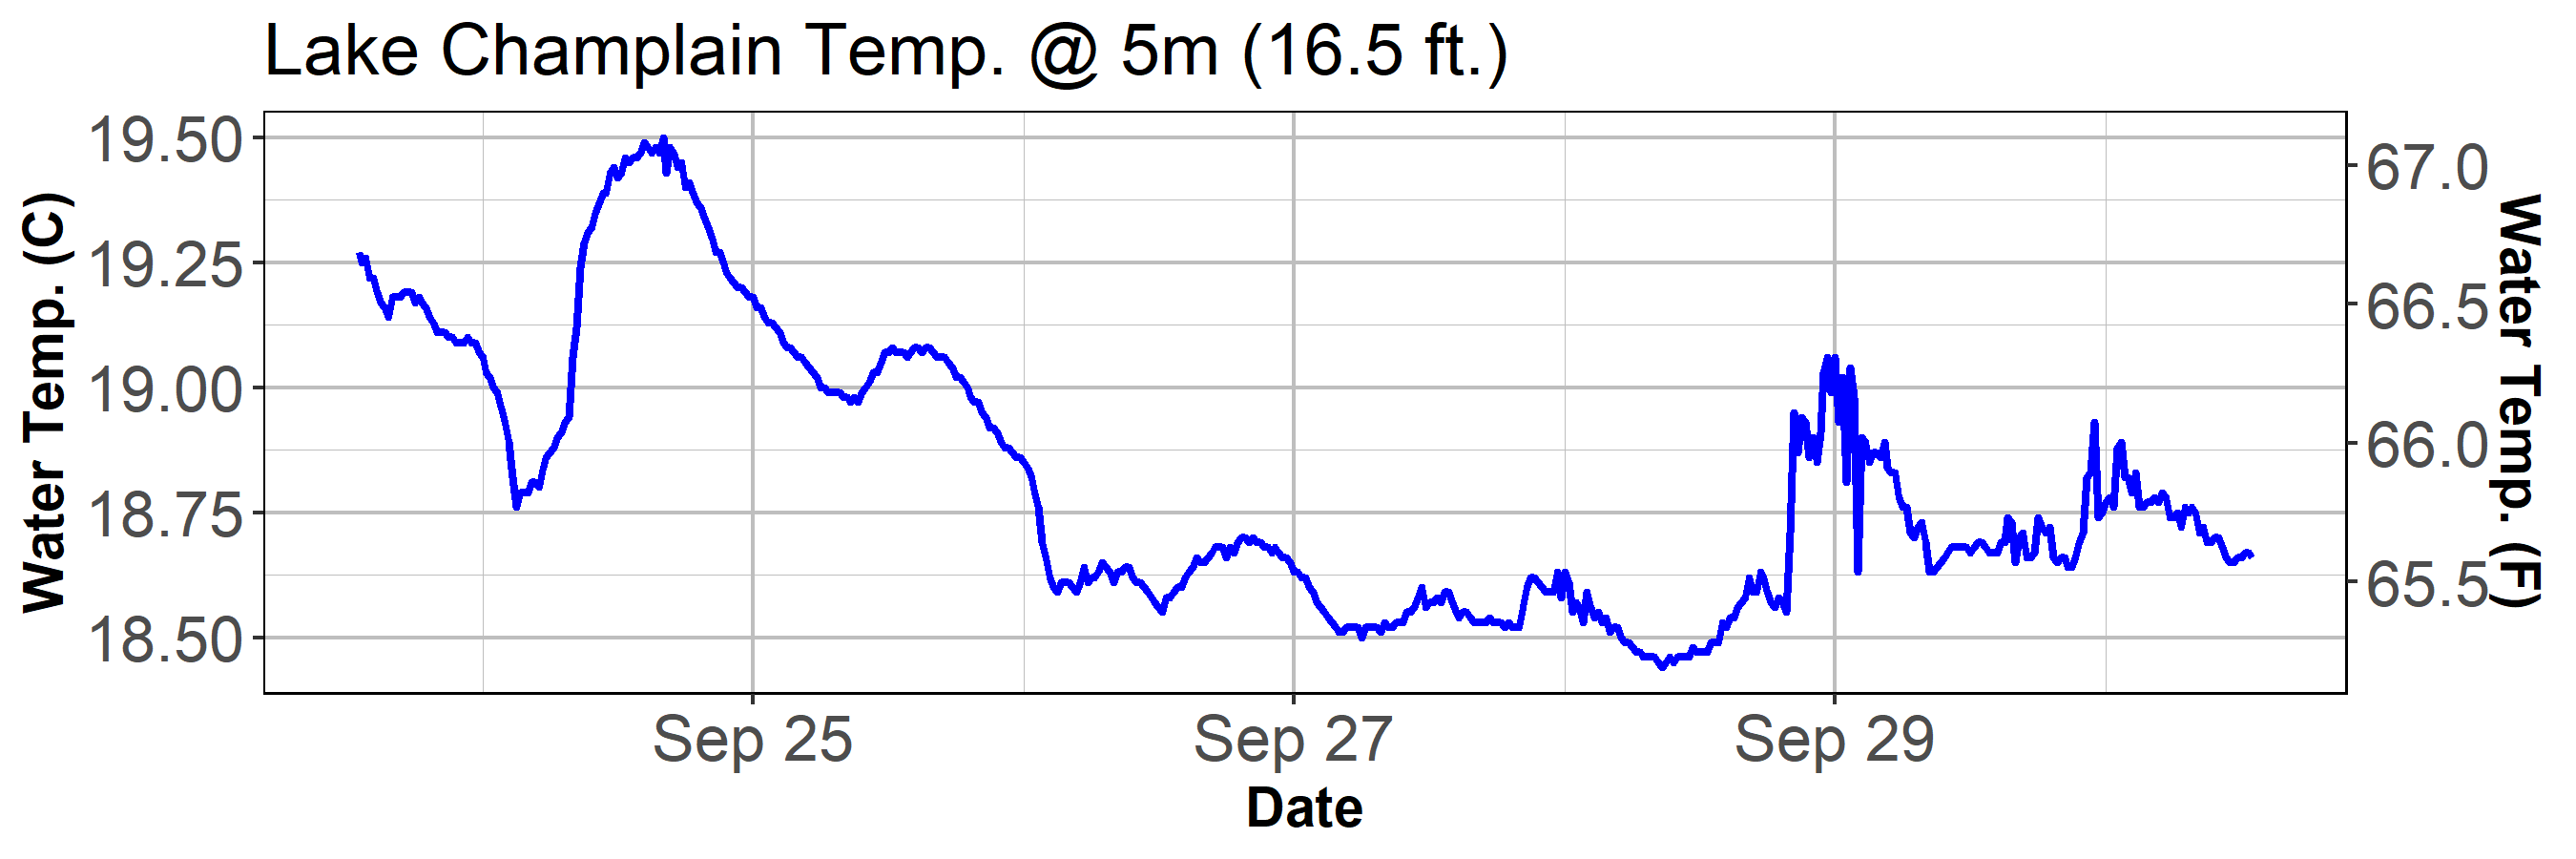 Lake Champlain Temp. @ 5m (16.5 ft.)
Water Temp. (C)
19.50
19.25
19.00
18.75
18.50
67.0
66.5
66.0
65.5
Water Temp. (F)
Sep 25
Sep 27
Sep 29
Date